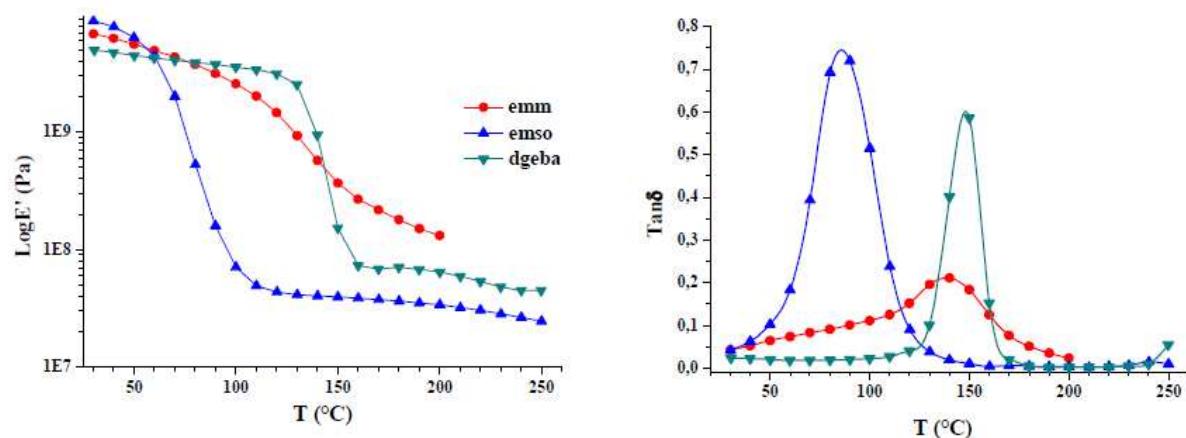 LogE' (Pa)
1E9
1E8
1E7
50 100 150 200 250
T (°C)
emm
emso
dgeba
Tanδ
0,8
0,7
0,6
0,5
0,4
0,3
0,2
0,1
0,0
50 100 150 200 250
T (°C)